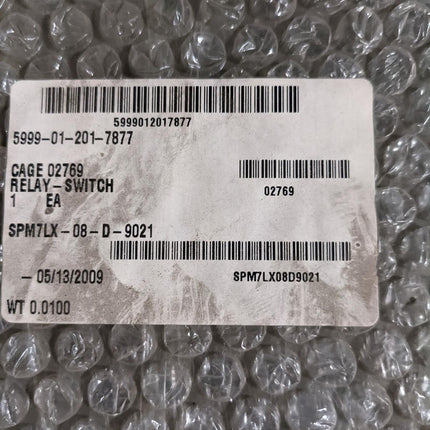 5999012017877
5999-01-201-7877
CAGE 02769
RELAY-SWITCH
02769
1 EA
SPM7LX-08-D-9021
- 05/13/2009
SPM7LX08D9021
WT 0.0100